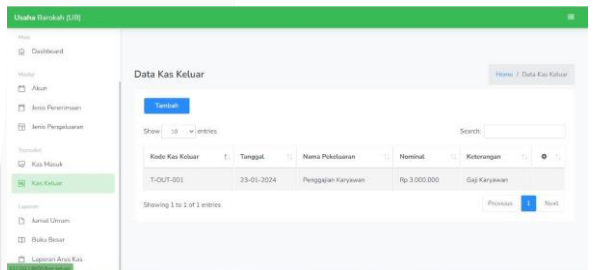 Usaha Barokah (UB)
Main
Dashboard
Master
Akun
Jenis Penerimaan
Jenis Pengeluaran
Transaksi
Kas Masuk
Kas Keluar
Laporan
Jurnal Umum
Buku Besar
Laporan Arus Kas
Data Kas Keluar
Home / Data Kas Keluar
Tambah
Show 10 entries
Search:
Kode Kas Keluar Tanggal Nama Pekeluaran Nominal Keterangan
T-OUT-001 23-01-2024 Penggajian Karyawan Rp 3.000.000 Gaji Karyawan
Showing 1 to 1 of 1 entries
Previous 1 Next